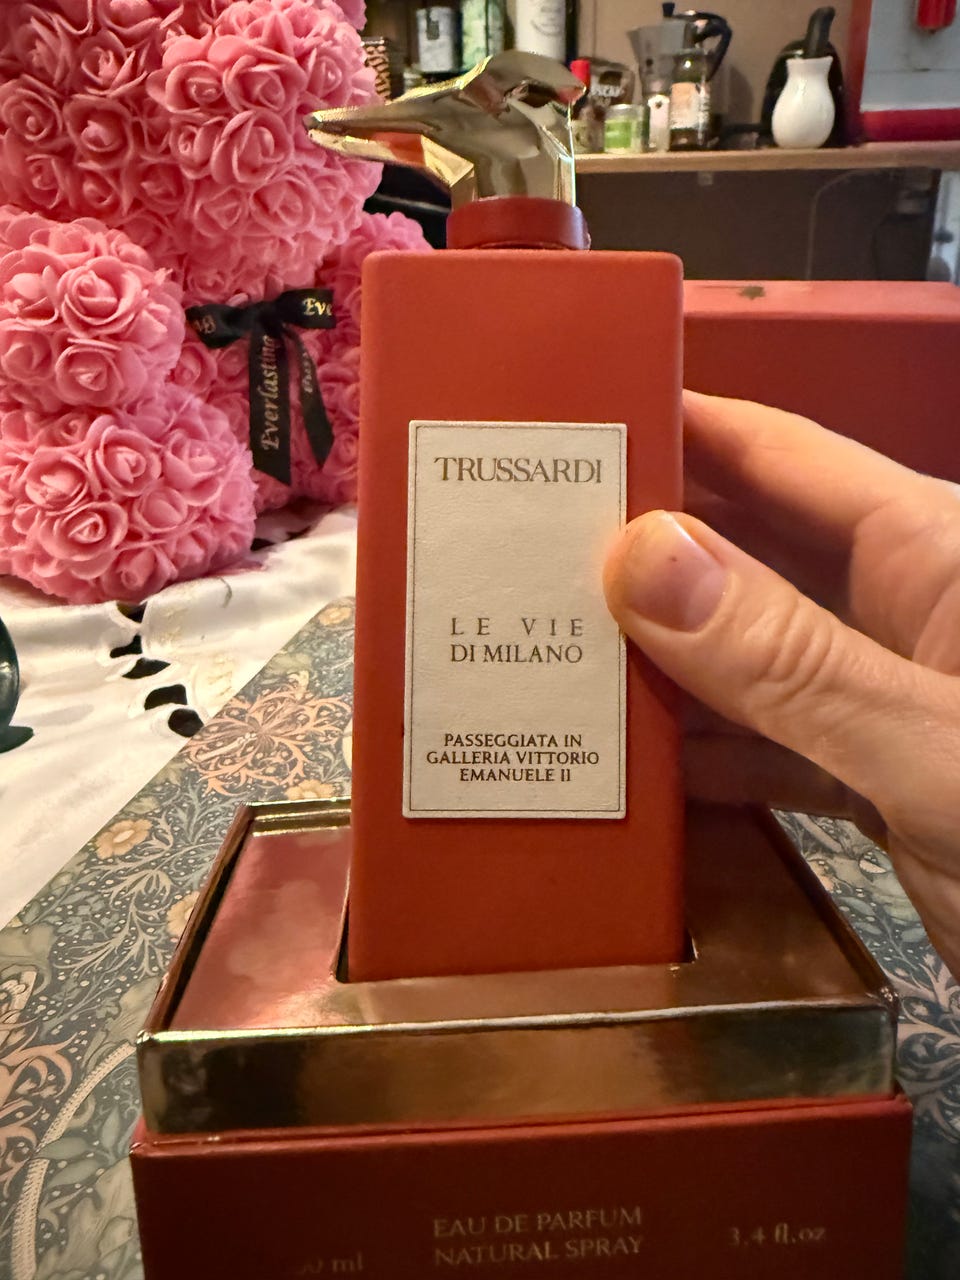 Everlasting
TRUSSARDI
LE VIE
DI MILANO
PASSEGGIATA IN
GALLERIA VITTORIO
EMANUELE II
EAU DE PARFUM
NATURAL SPRAY
ml
3.4 fl.oz